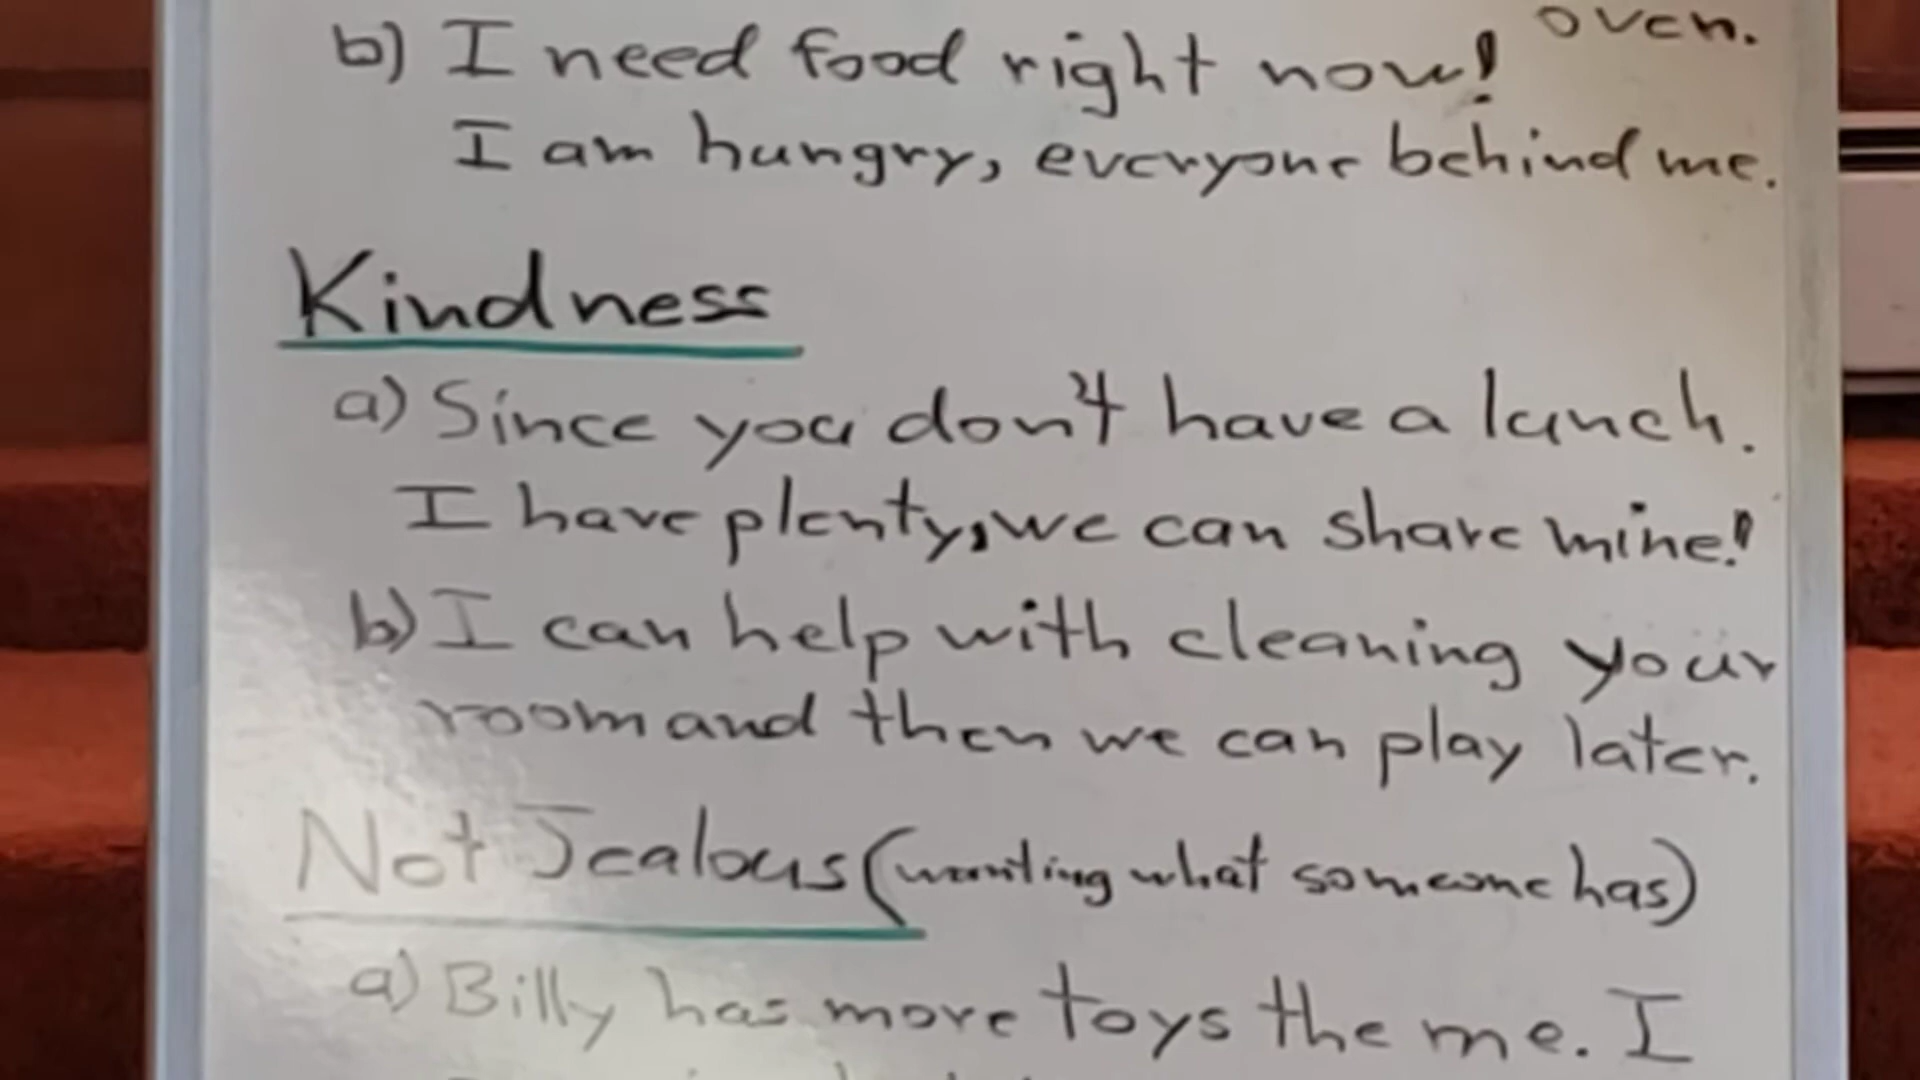 oven.
b) I need food right now!
I am hungry, everyone behind me.
Kindness
a) Since you don't have a lunch.
I have plenty, we can share mine!
b) I can help with cleaning your
room and then we can play later.
Not Jealous (wanting what someone has)
a) Billy has more toys the me. I